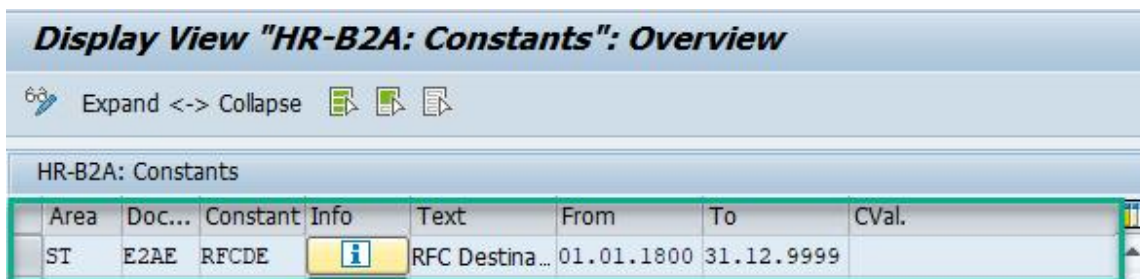 Display View "HR-B2A: Constants": Overview
Expand <-> Collapse
HR-B2A: Constants
Area Doc... Constant Info Text From To CVal.
ST E2AE RFCDE RFC Destina... 01.01.1800 31.12.9999